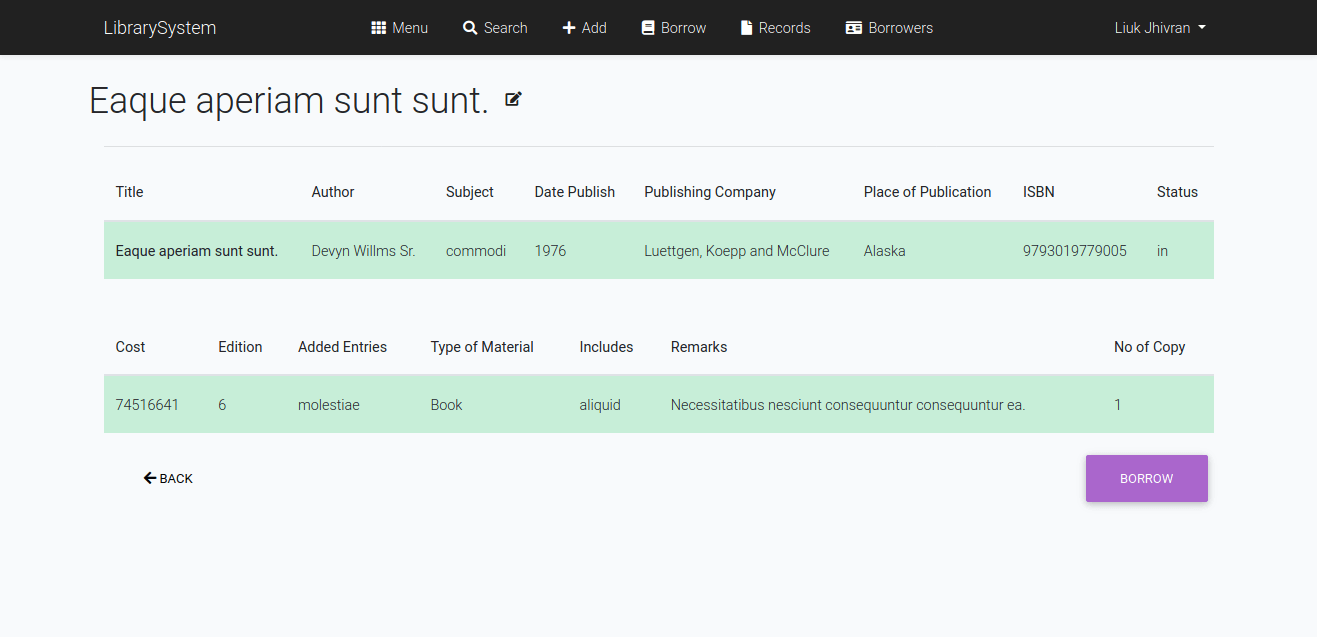 LibrarySystem Menu Search Add Borrow Records Borrowers Liuk Jhivran
Eaque aperiam sunt sunt.
Title Author Subject Date Publish Publishing Company Place of Publication ISBN Status
Eaque aperiam sunt sunt. Devyn Willms Sr. commodi 1976 Luettgen, Koepp and McClure Alaska 9793019779005 in
Cost Edition Added Entries Type of Material Includes Remarks No of Copy
74516641 6 molestiae Book aliquid Necessitatibus nesciunt consequuntur consequuntur ea. 1
BACK BORROW